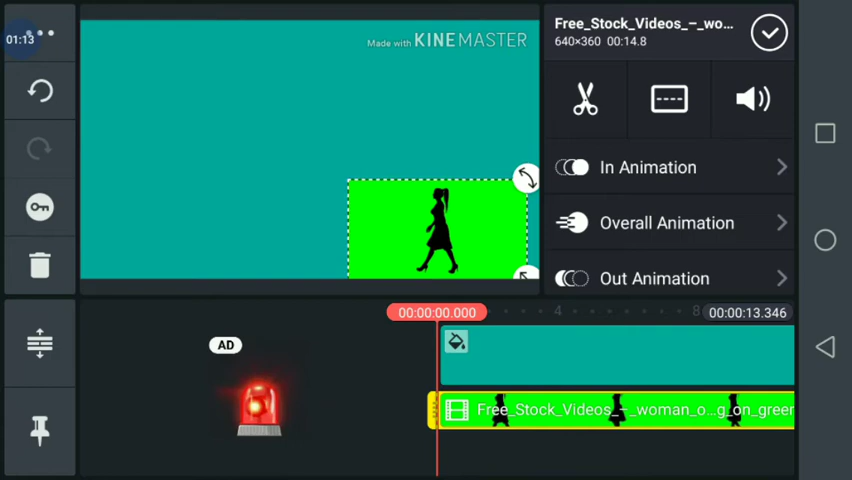 01:13
Made with KINEMASTER
Free_Stock_Videos_–_wo...
640×360 00:14.8
In Animation
Overall Animation
Out Animation
00:00:00.000
4
8
00:00:13.346
AD
Free_Stock_Videos_–_woman_o...g_on_green